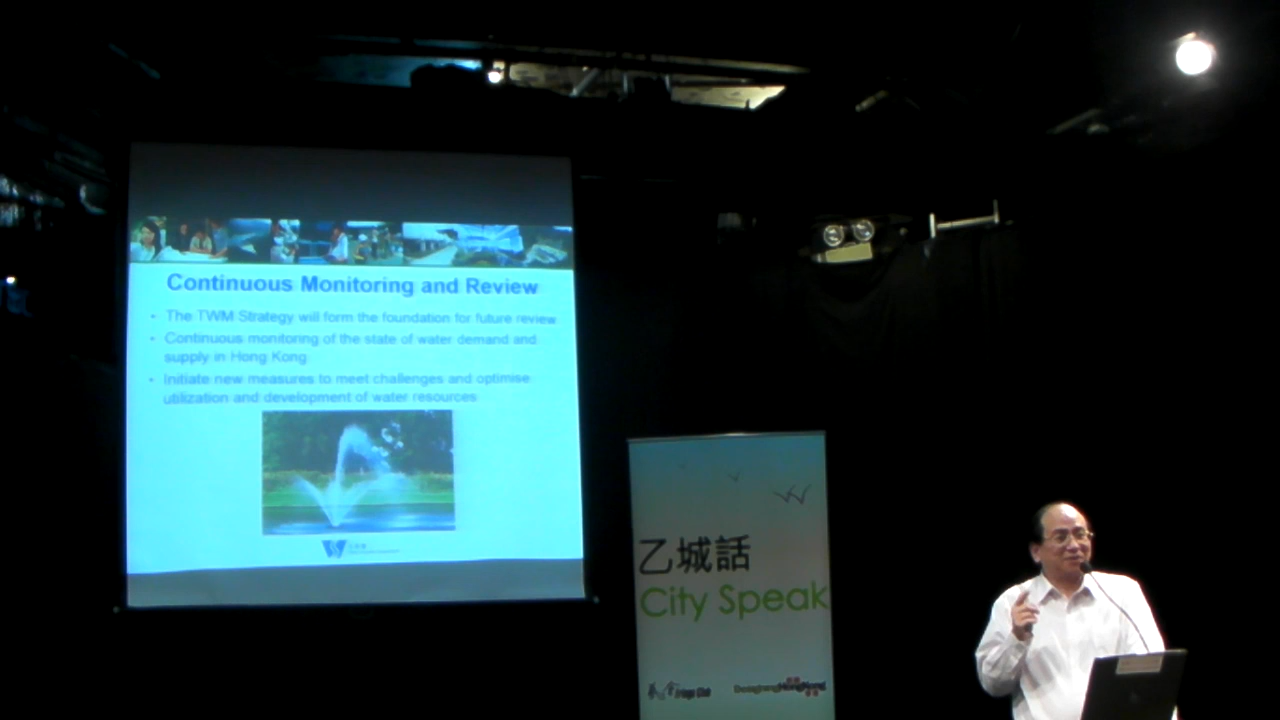 Continuous Monitoring and Review
• The TWM Strategy will form the foundation for future review
• Continuous monitoring of the state of water demand and
supply in Hong Kong
• Initiate new measures to meet challenges and optimise
utilization and development of water resources
乙城話
City Speak
DesigningHongKong